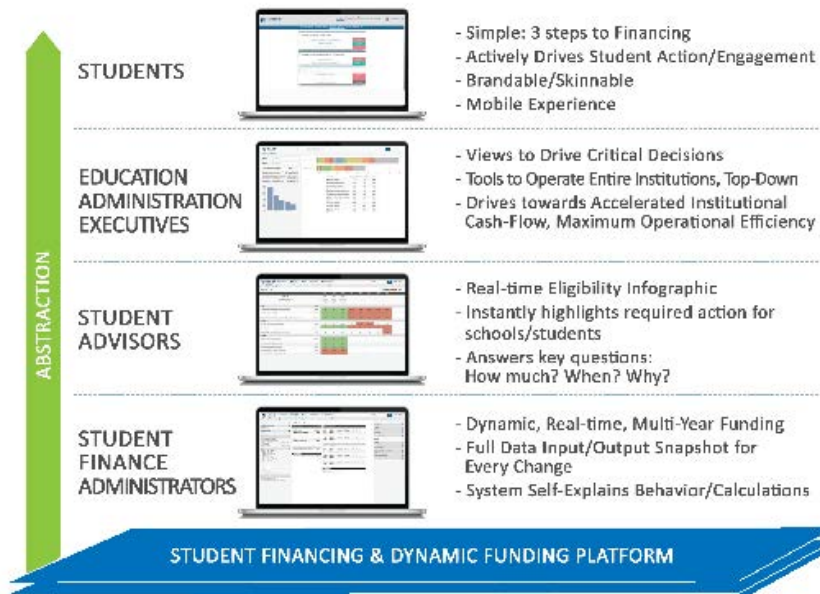 STUDENTS
- Simple: 3 steps to Financing
- Actively Drives Student Action/Engagement
- Brandable/Skinnable
- Mobile Experience
EDUCATION
ADMINISTRATION
EXECUTIVES
- Views to Drive Critical Decisions
- Tools to Operate Entire Institutions, Top-Down
- Drives towards Accelerated Institutional
Cash-Flow, Maximum Operational Efficiency
STUDENT
ADVISORS
- Real-time Eligibility Infographic
- Instantly highlights required action for
schools/students
- Answers key questions:
How much? When? Why?
STUDENT
FINANCE
ADMINISTRATORS
- Dynamic, Real-time, Multi-Year Funding
- Full Data Input/Output Snapshot for
Every Change
- System Self-Explains Behavior/Calculations
ABSTRACTION
STUDENT FINANCING & DYNAMIC FUNDING PLATFORM